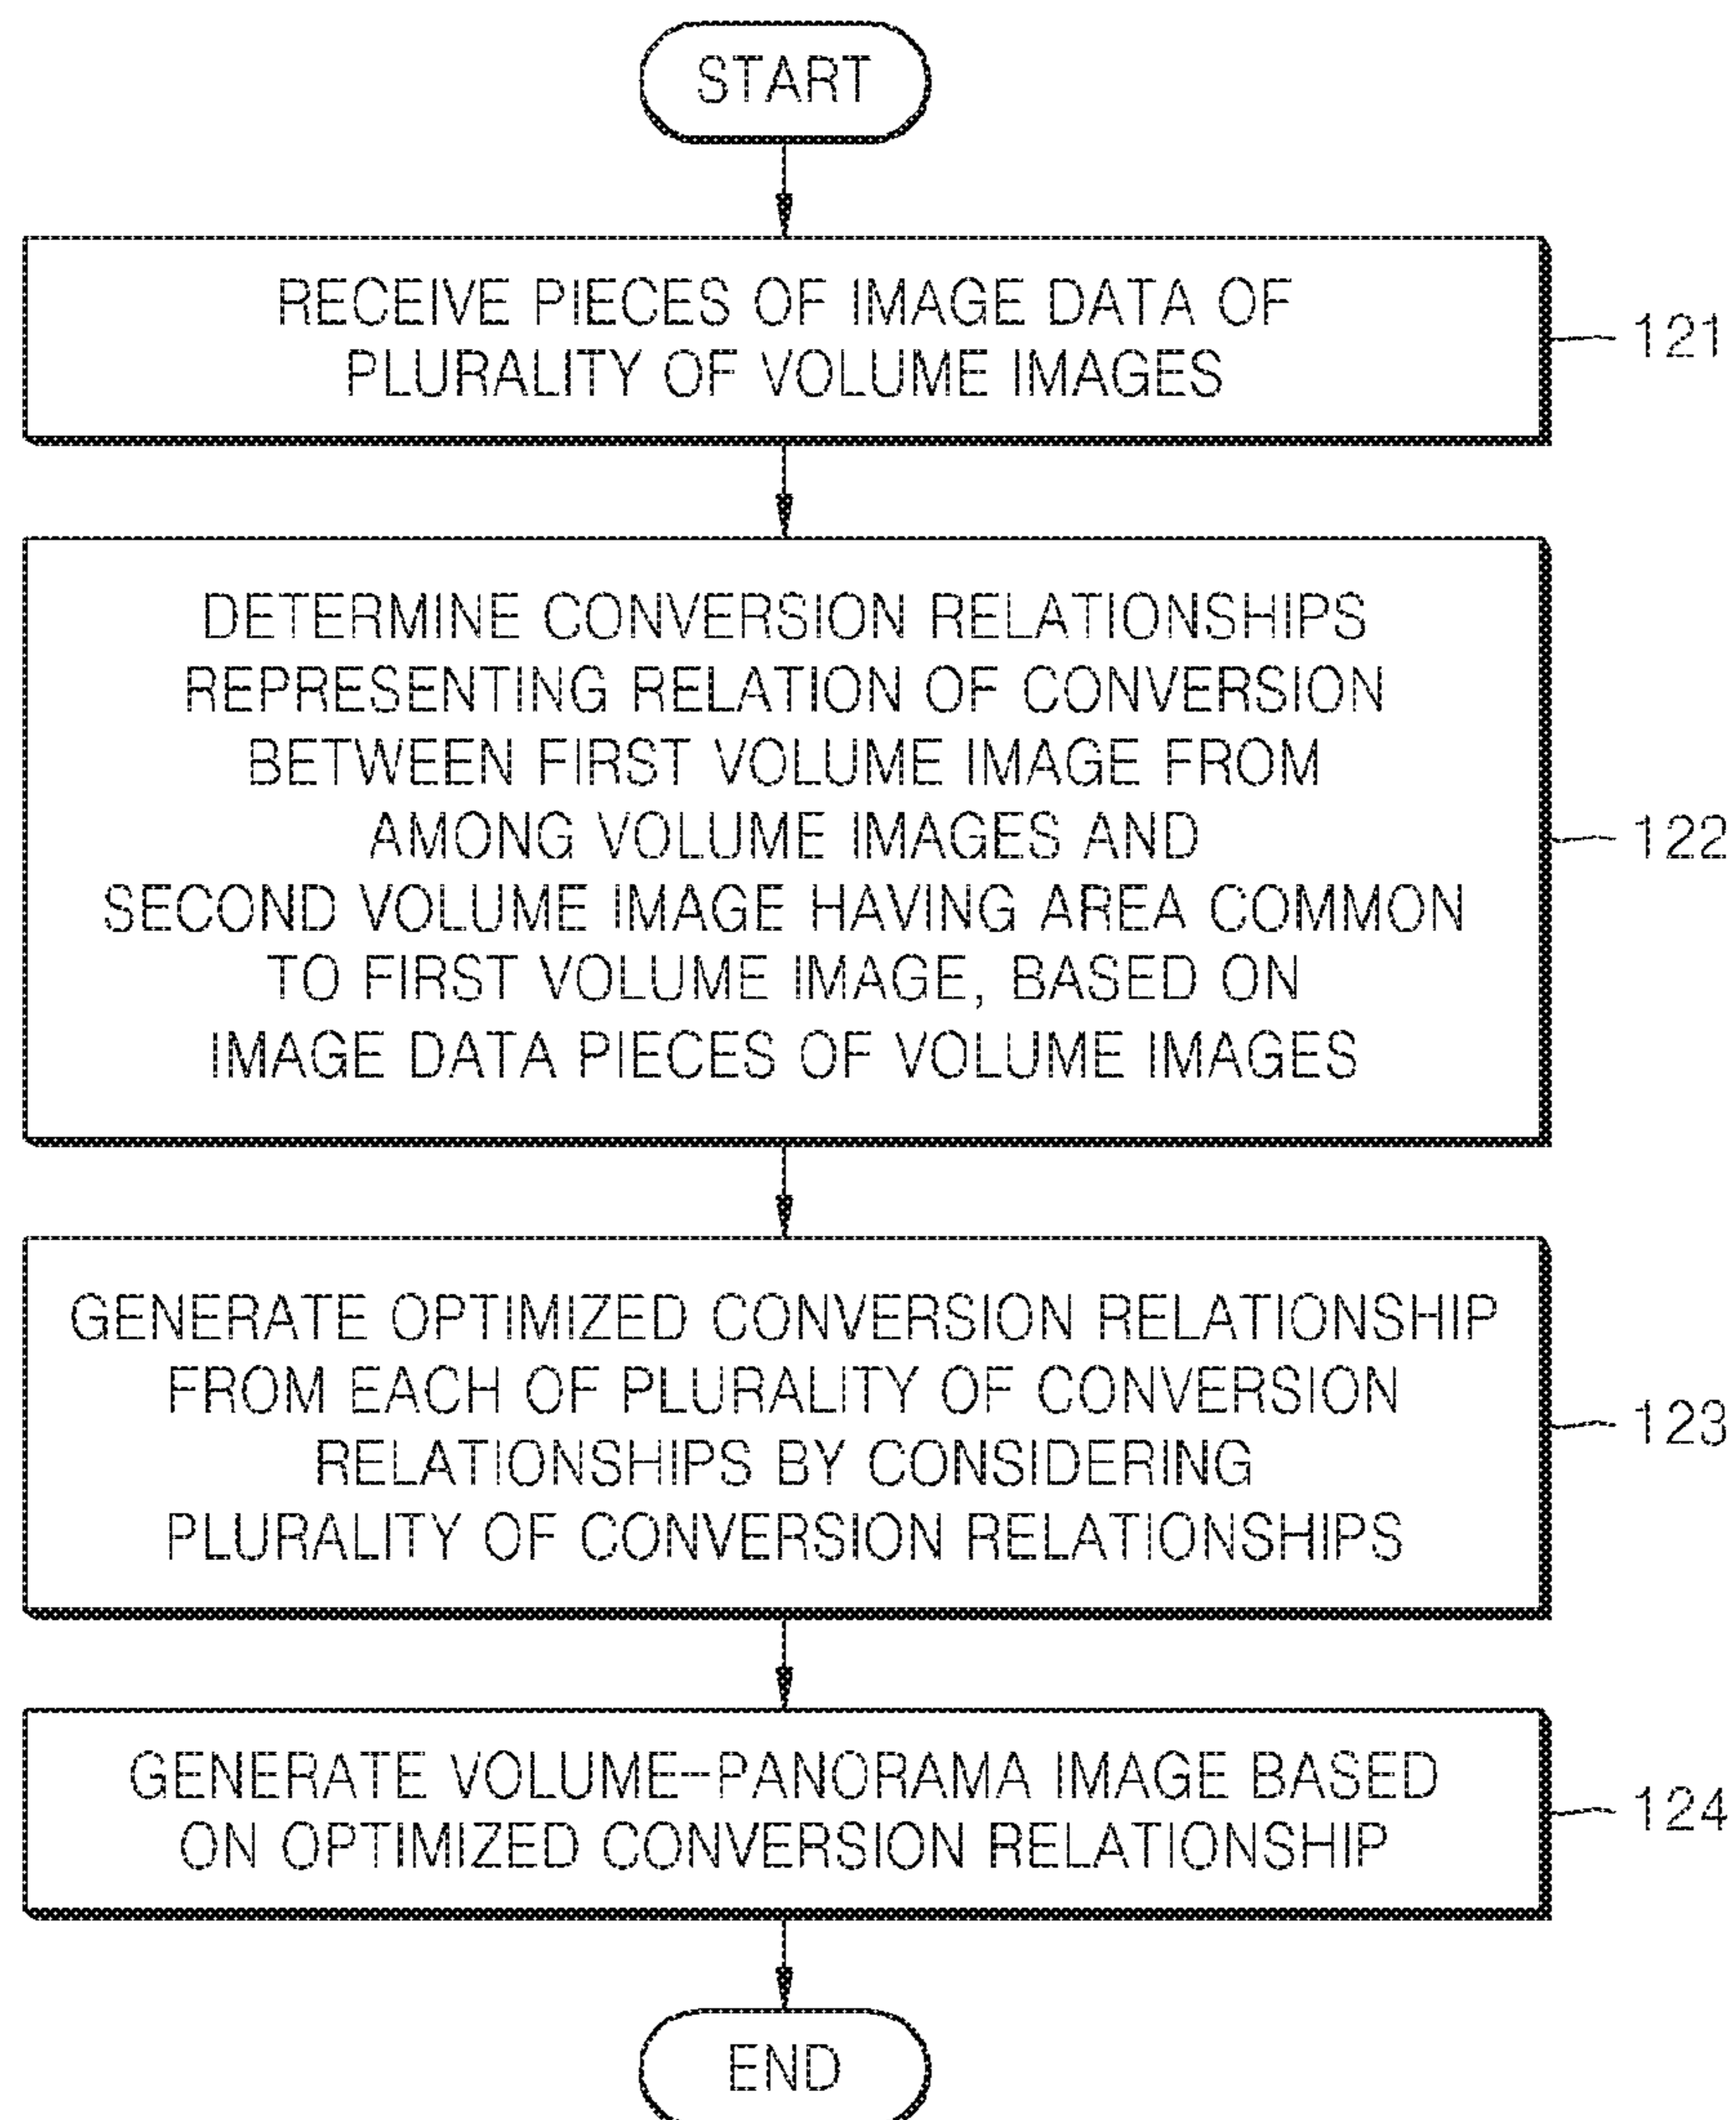 START
RECEIVE PIECES OF IMAGE DATA OF
PLURALITY OF VOLUME IMAGES
121
DETERMINE CONVERSION RELATIONSHIPS
REPRESENTING RELATION OF CONVERSION
BETWEEN FIRST VOLUME IMAGE FROM
AMONG VOLUME IMAGES AND
SECOND VOLUME IMAGE HAVING AREA COMMON
TO FIRST VOLUME IMAGE, BASED ON
IMAGE DATA PIECES OF VOLUME IMAGES
122
GENERATE OPTIMIZED CONVERSION RELATIONSHIP
FROM EACH OF PLURALITY OF CONVERSION
RELATIONSHIPS BY CONSIDERING
PLURALITY OF CONVERSION RELATIONSHIPS
123
GENERATE VOLUME-PANORAMA IMAGE BASED
ON OPTIMIZED CONVERSION RELATIONSHIP
124
END